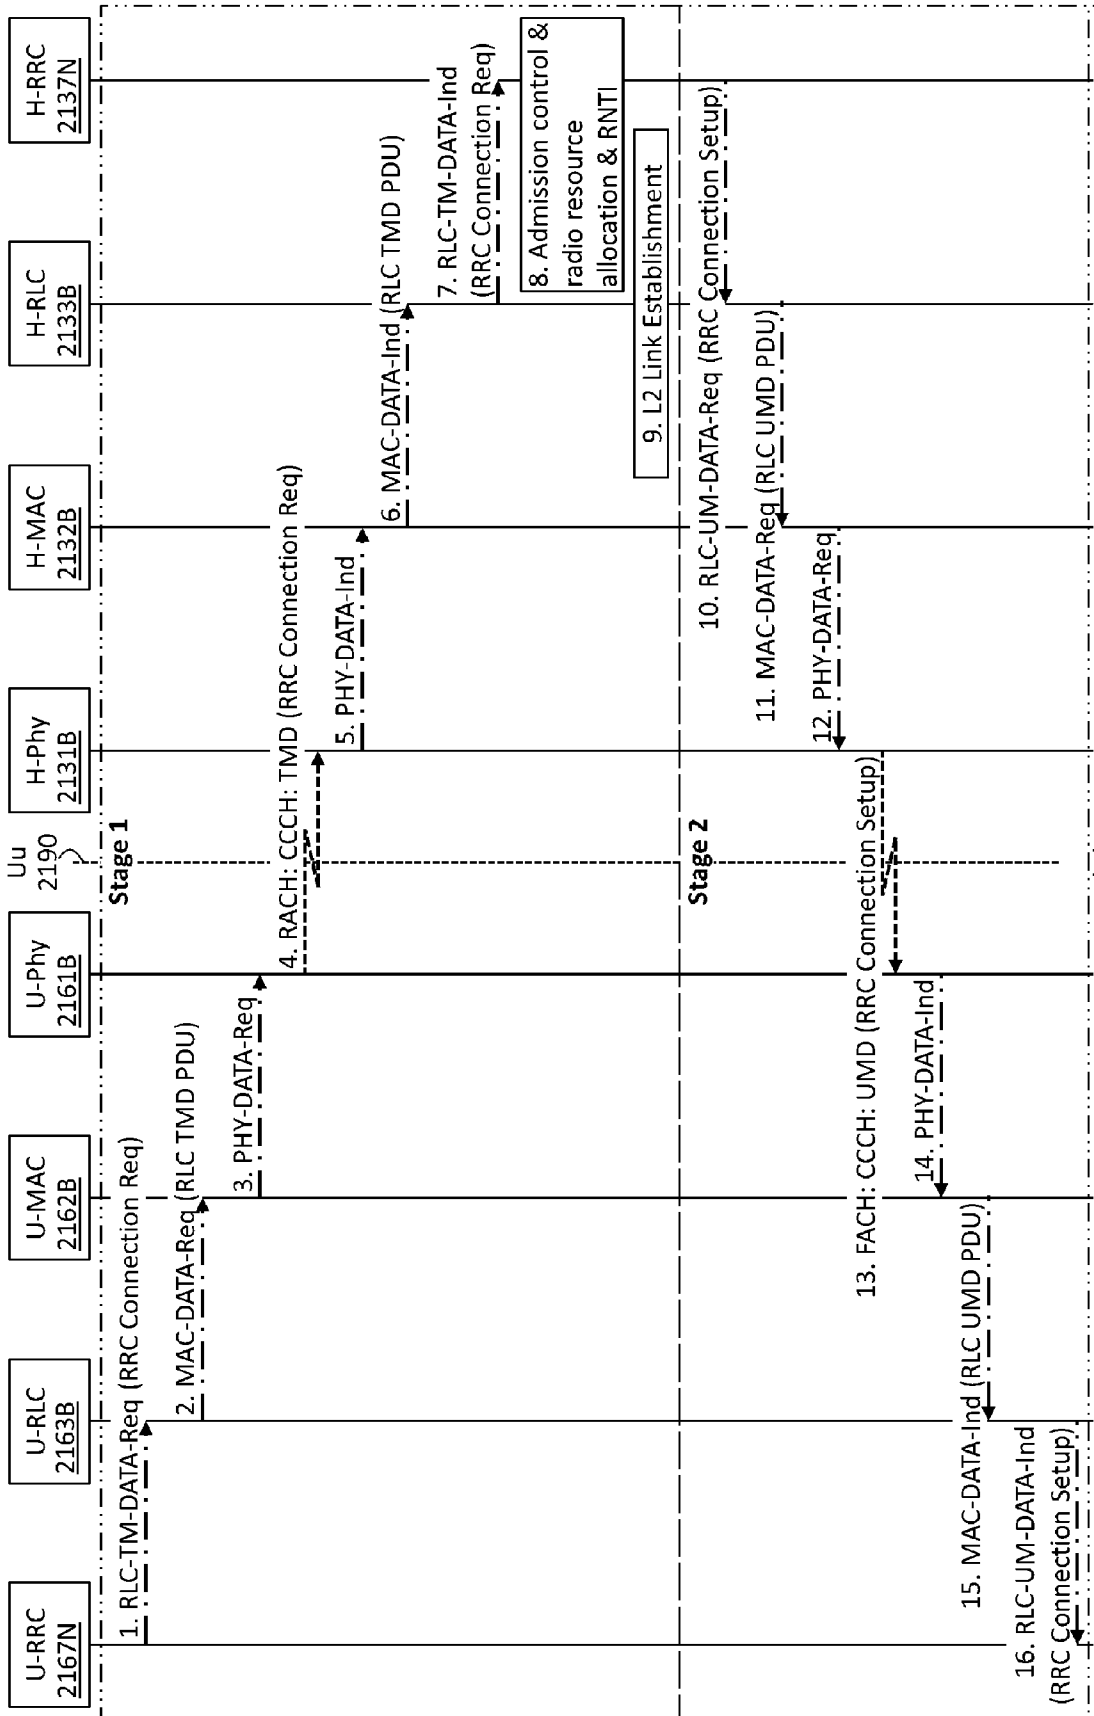 U-RRC
2167N
U-RLC
2163B
U-MAC
2162B
U-Phy
2161B
Uu
2190
H-Phy
2131B
H-MAC
2132B
H-RLC
2133B
H-RRC
2137N
Stage 1
1. RLC-TM-DATA-Req (RRC Connection Req)
2. MAC-DATA-Req (RLC TMD PDU)
3. PHY-DATA-Req
4. RACH: CCCH: TMD (RRC Connection Req)
5. PHY-DATA-Ind
6. MAC-DATA-Ind (RLC TMD PDU)
7. RLC-TM-DATA-Ind
(RRC Connection Req)
8. Admission control &
radio resource
allocation & RNTI
9. L2 Link Establishment
Stage 2
10. RLC-UM-DATA-Req (RRC Connection Setup)
11. MAC-DATA-Req (RLC UMD PDU)
12. PHY-DATA-Req
13. FACH: CCCH: UMD (RRC Connection Setup)
14. PHY-DATA-Ind
15. MAC-DATA-Ind (RLC UMD PDU)
16. RLC-UM-DATA-Ind
(RRC Connection Setup)